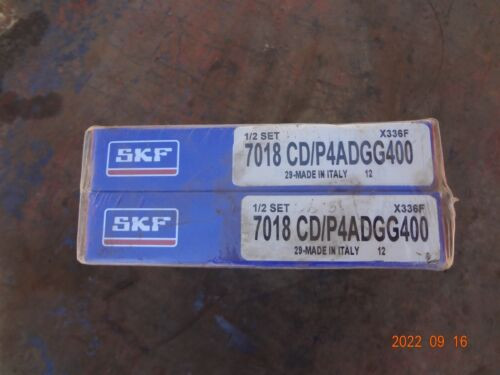 SKF
1/2 SET X336F
7018 CD/P4ADGG400
29-MADE IN ITALY 12
SKF
1/2 SET X336F
7018 CD/P4ADGG400
29-MADE IN ITALY 12
2022 09 16